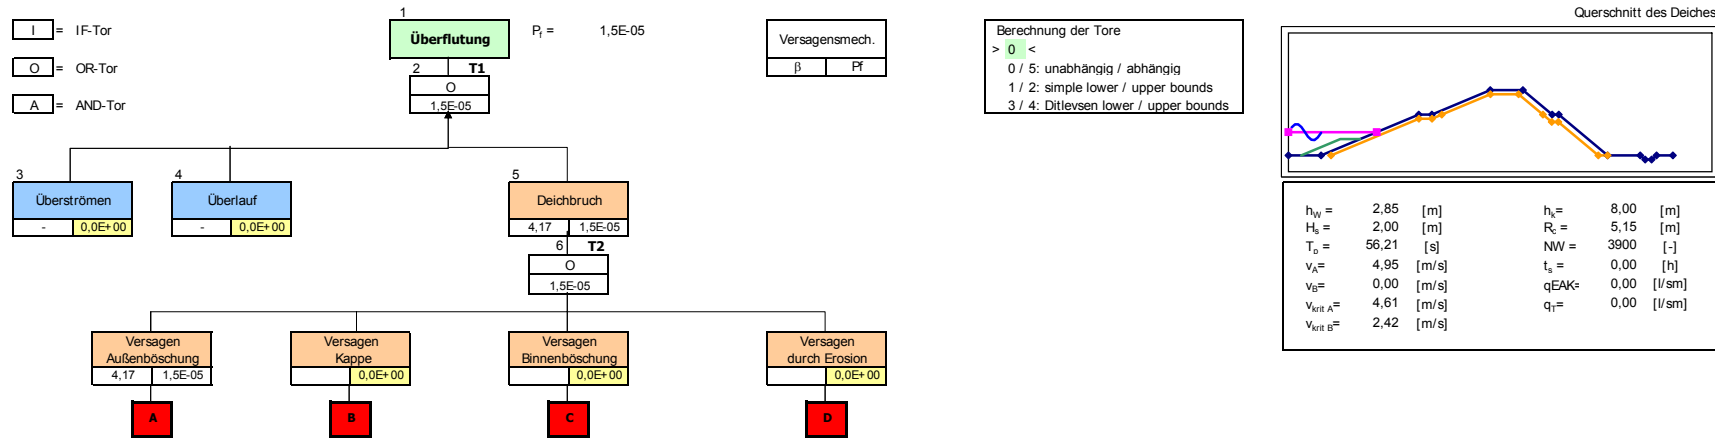 I = IF-Tor
O = OR-Tor
A = AND-Tor
1
Überflutung
Pf = 1,5E-05
2 T1
O
1,5E-05
Versagensmech.
β Pf
Berechnung der Tore
> 0 <
0 / 5: unabhängig / abhängig
1 / 2: simple lower / upper bounds
3 / 4: Ditlevsen lower / upper bounds
Querschnitt des Deiches
3
Überströmen
- 0,0E+00
4
Überlauf
- 0,0E+00
5
Deichbruch
4,17 1,5E-05
6 T2
O
1,5E-05
Versagen
Außenböschung
4,17 1,5E-05
A
Versagen
Kappe
0,0E+00
B
Versagen
Binnenböschung
0,0E+00
C
Versagen
durch Erosion
0,0E+00
D
hW = 2,85 [m] hk= 8,00 [m]
Hs = 2,00 [m] Rc = 5,15 [m]
Tp = 56,21 [s] NW = 3900 [-]
vA= 4,95 [m/s] ts = 0,00 [h]
vB= 0,00 [m/s] qEAK= 0,00 [l/sm]
vkrit A= 4,61 [m/s] qT= 0,00 [l/sm]
vkrit B= 2,42 [m/s]